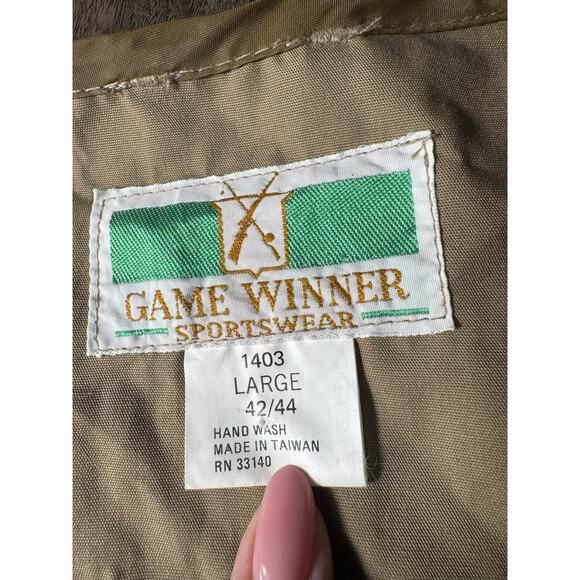 GAME WINNER
SPORTSWEAR
1403
LARGE
42/44
HAND WASH
MADE IN TAIWAN
RN 33140